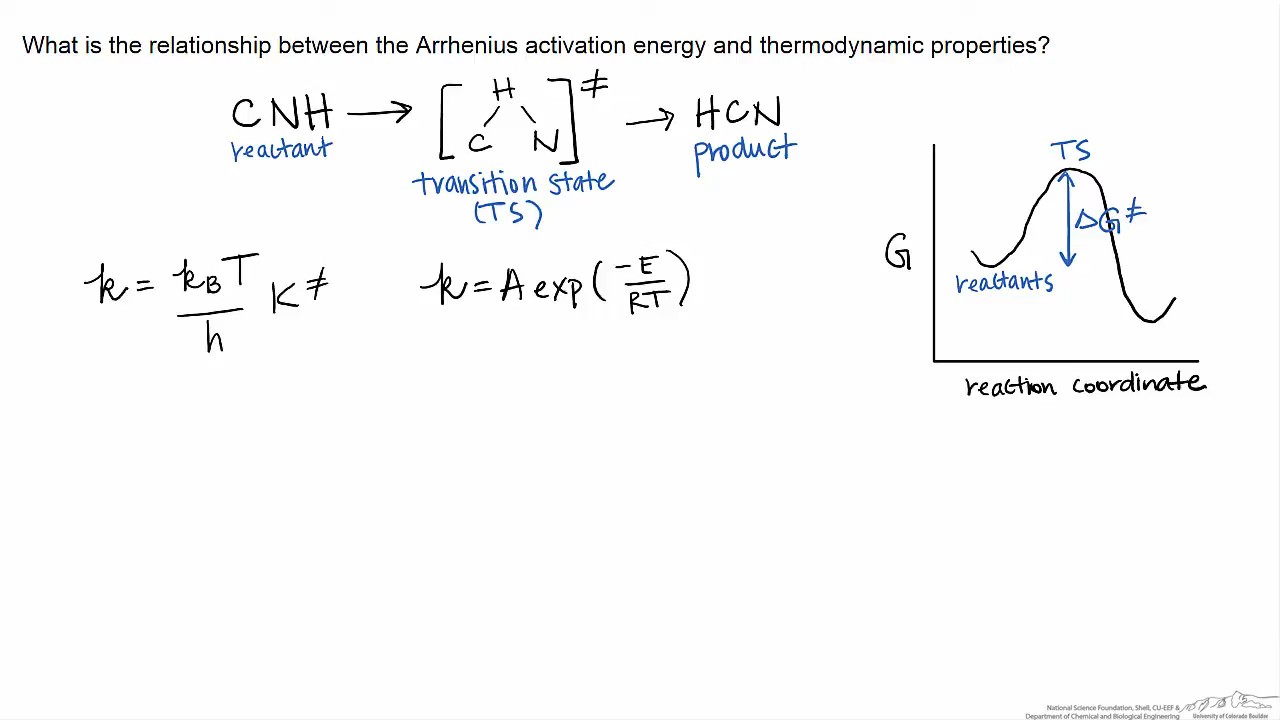 What is the relationship between the Arrhenius activation energy and thermodynamic properties?
CNH → [C H N]≠ → HCN
reactant
transition state (TS)
product
k = k_B T / h K≠
k = A exp(-E/RT)
TS
ΔG≠
G
reactants
reaction coordinate
National Science Foundation, Shell, CU-EEF &
Department of Chemical and Biological Engineering
University of Colorado Boulder